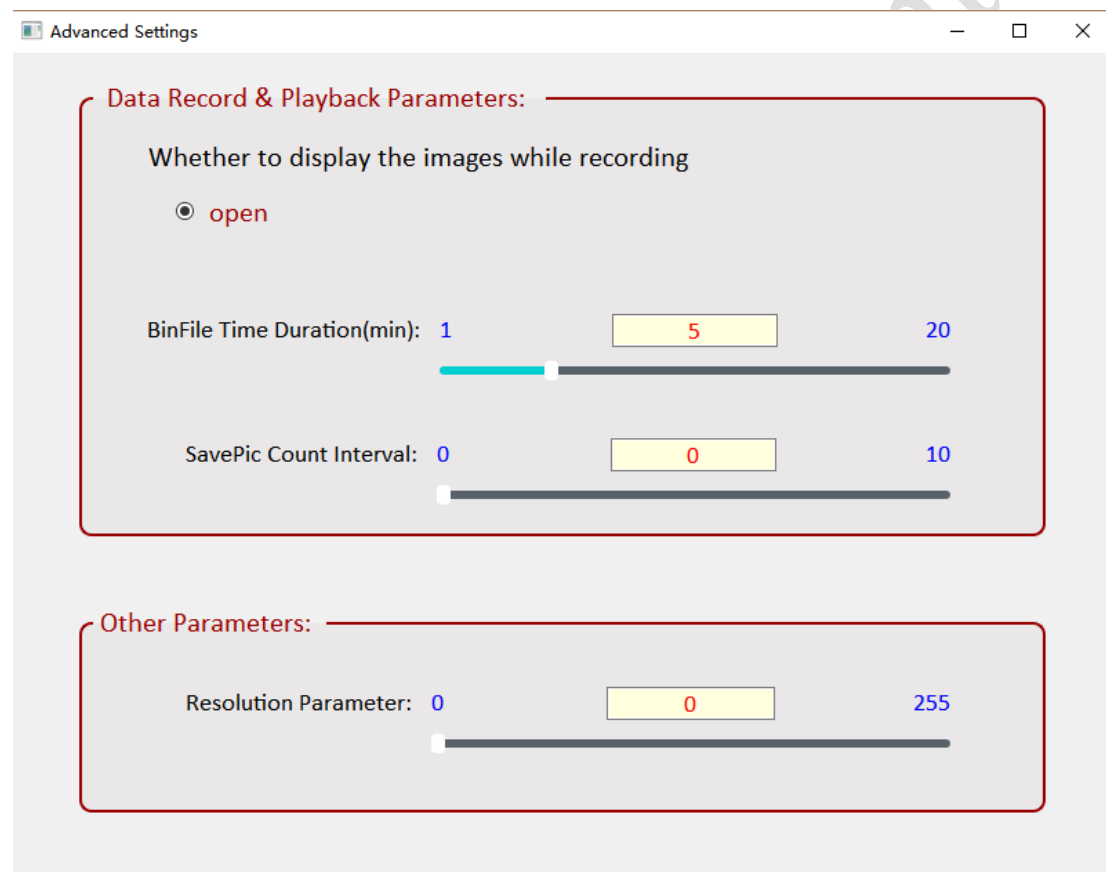 Advanced Settings
Data Record & Playback Parameters:
Whether to display the images while recording
open
BinFile Time Duration(min): 1 5 20
SavePic Count Interval: 0 0 10
Other Parameters:
Resolution Parameter: 0 0 255